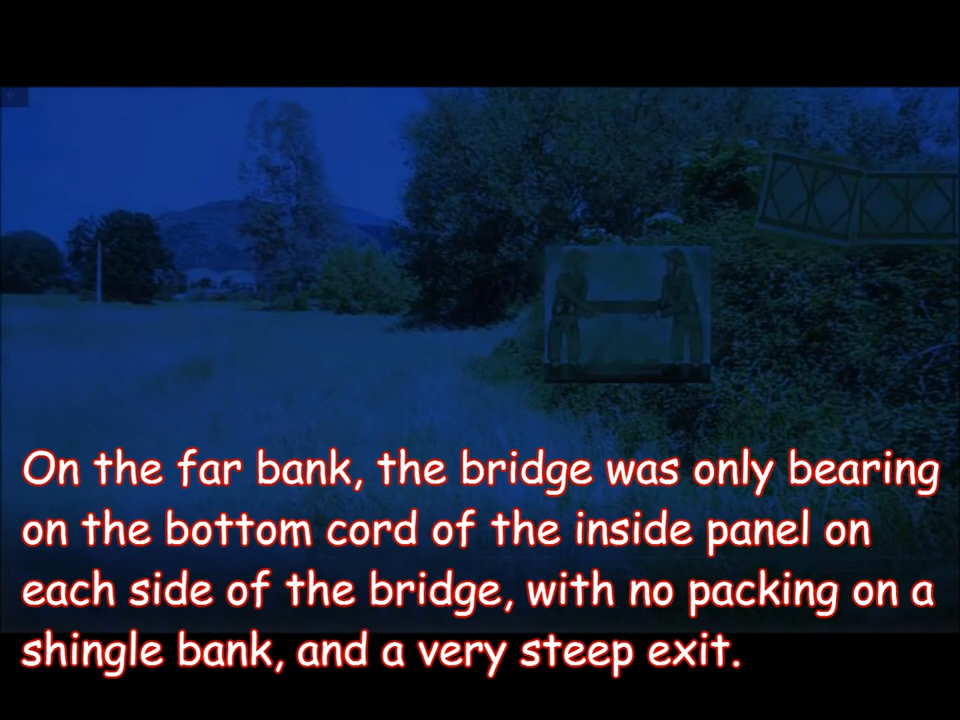 On the far bank, the bridge was only bearing
on the bottom cord of the inside panel on
each side of the bridge, with no packing on a
shingle bank, and a very steep exit.